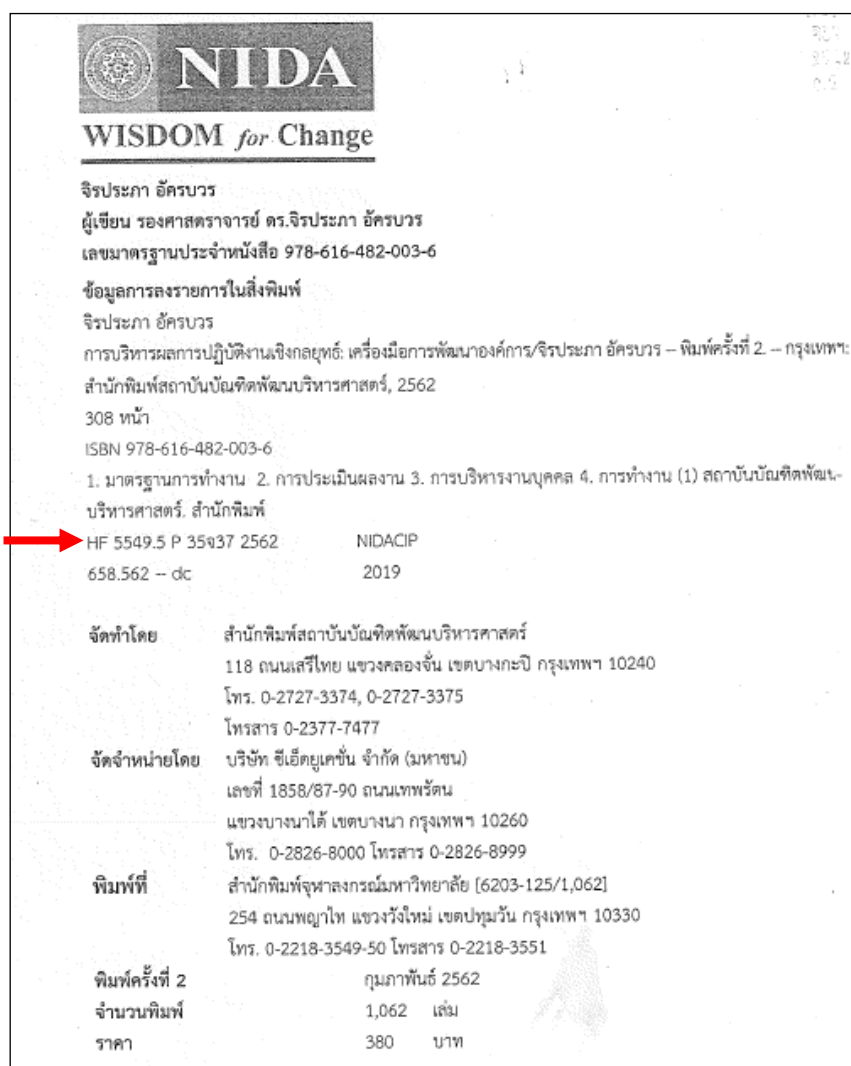 NIDA
WISDOM for Change
จิรประภา อัครบวร
ผู้เขียน รองศาสตราจารย์ ดร.จิรประภา อัครบวร
เลขมาตรฐานประจำหนังสือ 978-616-482-003-6
ข้อมูลการลงรายการในสิ่งพิมพ์
จิรประภา อัครบวร
การบริหารผลการปฏิบัติงานเชิงกลยุทธ์: เครื่องมือการพัฒนาองค์การ/จิรประภา อัครบวร -- พิมพ์ครั้งที่ 2. -- กรุงเทพฯ:
สำนักพิมพ์สถาบันบัณฑิตพัฒนบริหารศาสตร์, 2562
308 หน้า
ISBN 978-616-482-003-6
1. มาตรฐานการทำงาน 2. การประเมินผลงาน 3. การบริหารงานบุคคล 4. การทำงาน (1) สถาบันบัณฑิตพัฒน-
บริหารศาสตร์. สำนักพิมพ์
HF 5549.5 P 35จ37 2562 NIDACIP
658.562 -- dc 2019
จัดทำโดย สำนักพิมพ์สถาบันบัณฑิตพัฒนบริหารศาสตร์
118 ถนนเสรีไทย แขวงคลองจั่น เขตบางกะปิ กรุงเทพฯ 10240
โทร. 0-2727-3374, 0-2727-3375
โทรสาร 0-2377-7477
จัดจำหน่ายโดย บริษัท ซีเอ็ดยูเคชั่น จำกัด (มหาชน)
เลขที่ 1858/87-90 ถนนเทพรัตน
แขวงบางนาใต้ เขตบางนา กรุงเทพฯ 10260
โทร. 0-2826-8000 โทรสาร 0-2826-8999
พิมพ์ที่ สำนักพิมพ์จุฬาลงกรณ์มหาวิทยาลัย [6203-125/1,062]
254 ถนนพญาไท แขวงวังใหม่ เขตปทุมวัน กรุงเทพฯ 10330
โทร. 0-2218-3549-50 โทรสาร 0-2218-3551
พิมพ์ครั้งที่ 2 กุมภาพันธ์ 2562
จำนวนพิมพ์ 1,062 เล่ม
ราคา 380 บาท